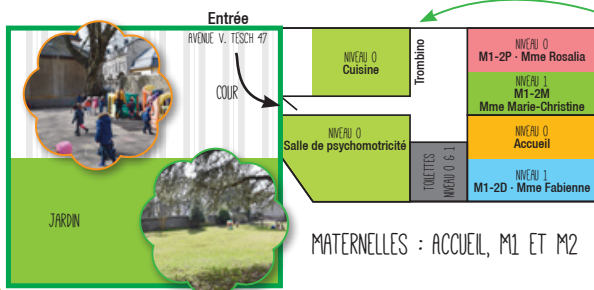 Entrée
AVENUE V. TESCH 47
COUR
JARDIN
NIVEAU 0
Cuisine
NIVEAU 0
Salle de psychomotricité
Trombino
TOILETTES
NIVEAU 0 & 1
NIVEAU 0
M1-2P · Mme Rosalia
NIVEAU 1
M1-2M
Mme Marie-Christine
NIVEAU 0
Accueil
NIVEAU 1
M1-2D · Mme Fabienne
MATERNELLES : ACCUEIL, M1 ET M2